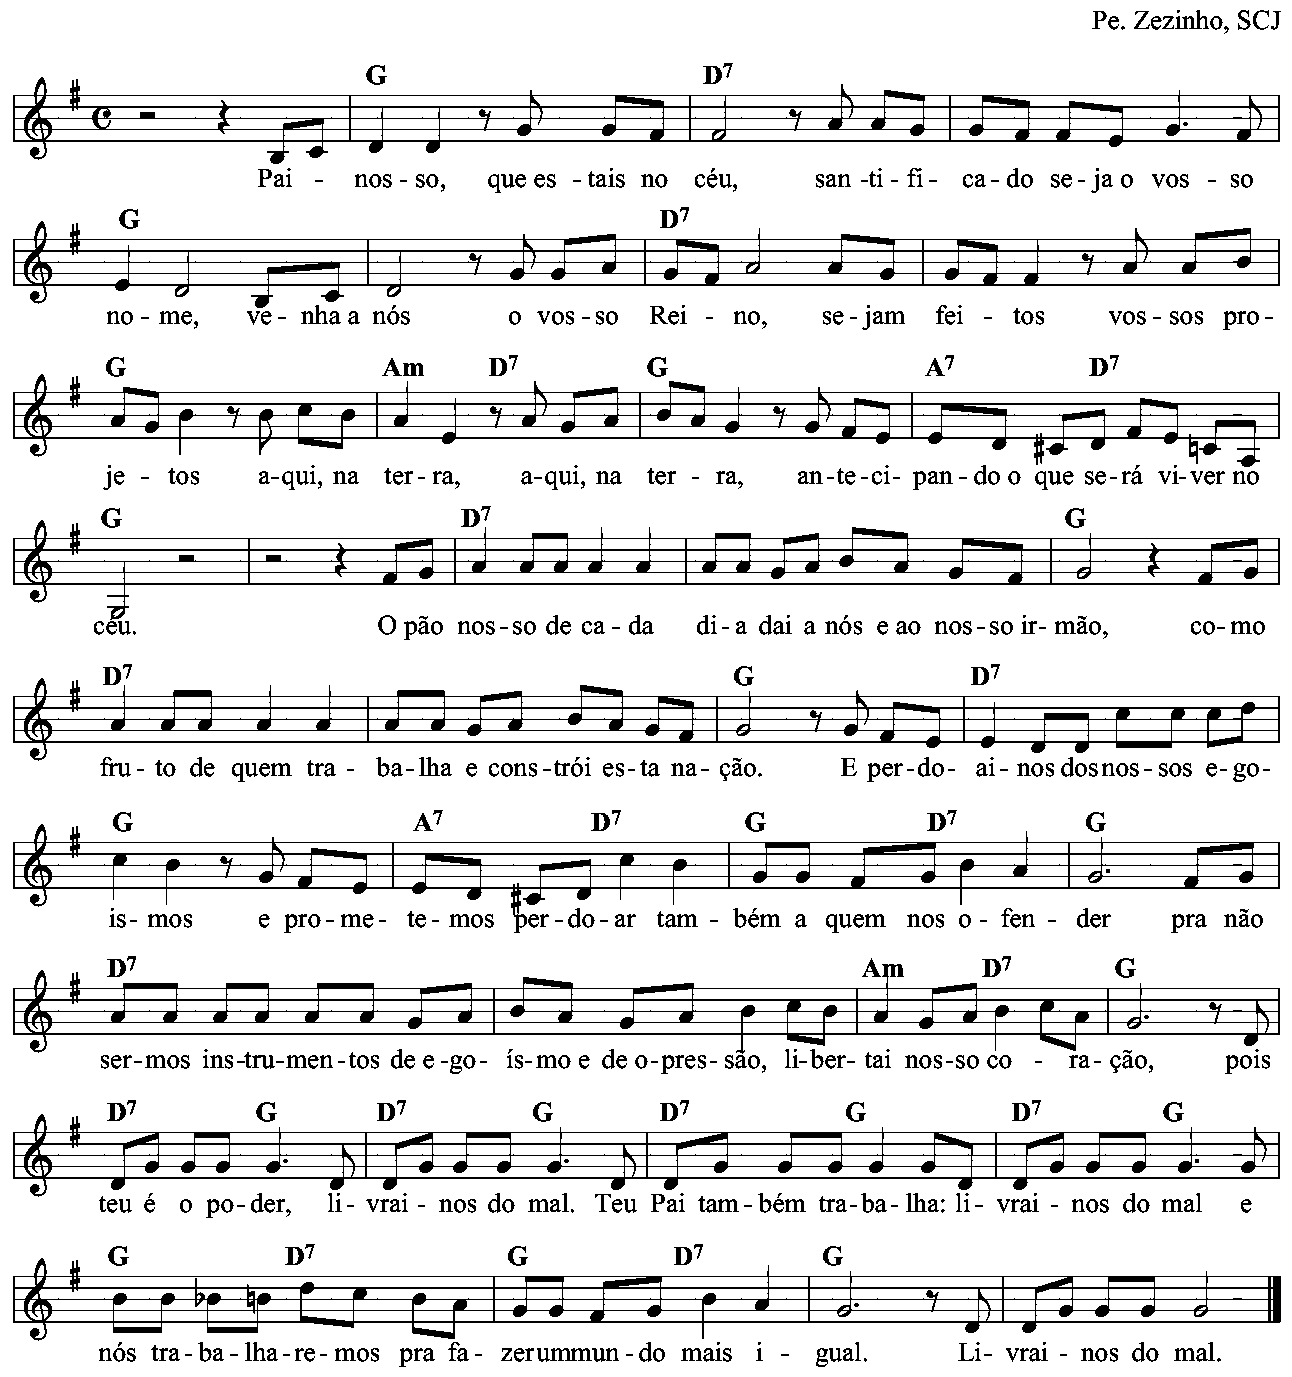 Pe. Zezinho, SCJ
G D7
Pai - nos-so, que es-tais no céu, san-ti-fi-ca-do se-ja o vos-so
G D7
no-me, ve-nha a nós o vos-so Rei-no, se-jam fei-tos vos-sos pro-
G Am D7 G A7 D7
je-tos a-qui, na ter-ra, a-qui, na ter-ra, an-te-ci-pan-do o que se-rá vi-ver no
G D7 G
céu. O pão nos-so de ca-da di-a dai a nós e ao nos-so ir-mão, co-mo
D7 G D7
fru-to de quem tra-ba-lha e cons-trói es-ta na-ção. E per-do-ai-nos dos nos-sos e-go-
G A7 D7 G D7 G
ís-mos e pro-me-te-mos per-do-ar tam-bém a quem nos o-fen-der pra não
D7 Am D7 G
ser-mos ins-tru-men-tos de e-go-ís-mo e de o-pres-são, li-ber-tai nos-so co-ra-ção, pois
D7 G D7 G D7 G D7 G
teu é o po-der, li-vrai-nos do mal. Teu Pai tam-bém tra-ba-lha: li-vrai-nos do mal e
G D7 G D7 G
nós tra-ba-lha-re-mos pra fa-zer um mun-do mais i-gual. Li-vrai-nos do mal.